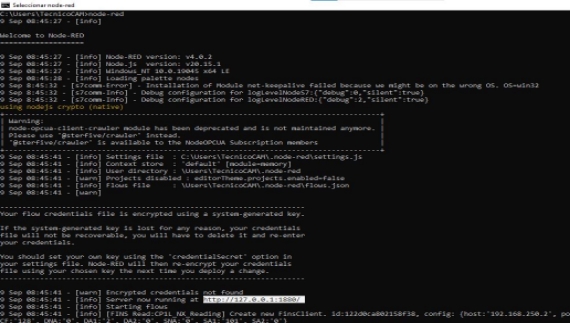 Seleccionar node-red
C:\Users\TecnicoCAM>node-red
9 Sep 08:45:27 - [info]
Welcome to Node-RED
===================
9 Sep 08:45:27 - [info] Node-RED version: v4.0.2
9 Sep 08:45:27 - [info] Node.js  version: v20.15.1
9 Sep 08:45:27 - [info] Windows_NT 10.0.19045 x64 LE
9 Sep 08:45:28 - [info] Loading palette nodes
9 Sep 8:45:32 - [s7comm-Error] - Installation of Module net-keepalive failed because we might be on the wrong OS. OS=win32
9 Sep 8:45:32 - [s7comm-Info] - Debug configuration for logLevelNodeS7:{"debug":0,"silent":true}
9 Sep 8:45:32 - [s7comm-Info] - Debug configuration for logLevelNodeRED:{"debug":2,"silent":true}
using nodejs crypto (native)
Warning:
node-opcua-client-crawler module has been deprecated and is not maintained anymore.
Please use '@sterfive/crawler' instead.
'@sterfive/crawler' is available to the NodeOPCUA Subscription members
9 Sep 08:45:41 - [info] Settings file  : C:\Users\TecnicoCAM\.node-red\settings.js
9 Sep 08:45:41 - [info] Context store  : 'default' [module=memory]
9 Sep 08:45:41 - [info] User directory : \Users\TecnicoCAM\.node-red
9 Sep 08:45:41 - [warn] Projects disabled : editorTheme.projects.enabled=false
9 Sep 08:45:41 - [info] Flows file     : \Users\TecnicoCAM\.node-red\flows.json
9 Sep 08:45:41 - [warn]
Your flow credentials file is encrypted using a system-generated key.
If the system-generated key is lost for any reason, your credentials
file will not be recoverable, you will have to delete it and re-enter
your credentials.
You should set your own key using the 'credentialSecret' option in
your settings file. Node-RED will then re-encrypt your credentials
file using your chosen key the next time you deploy a change.
9 Sep 08:45:41 - [warn] Encrypted credentials not found
9 Sep 08:45:41 - [info] Server now running at http://127.0.0.1:1880/
9 Sep 08:45:41 - [info] Starting flows
9 Sep 08:45:41 - [info] [FINS Read:CP1L_NX_Reading] Create new FinsClient. id:122d0ca802158f38, config: {host:'192.168.250.2', po
CF:'128', DNA:'0', DA1:'2', DA2:'0', SNA:'0', SA1:'101', SA2:'0'}